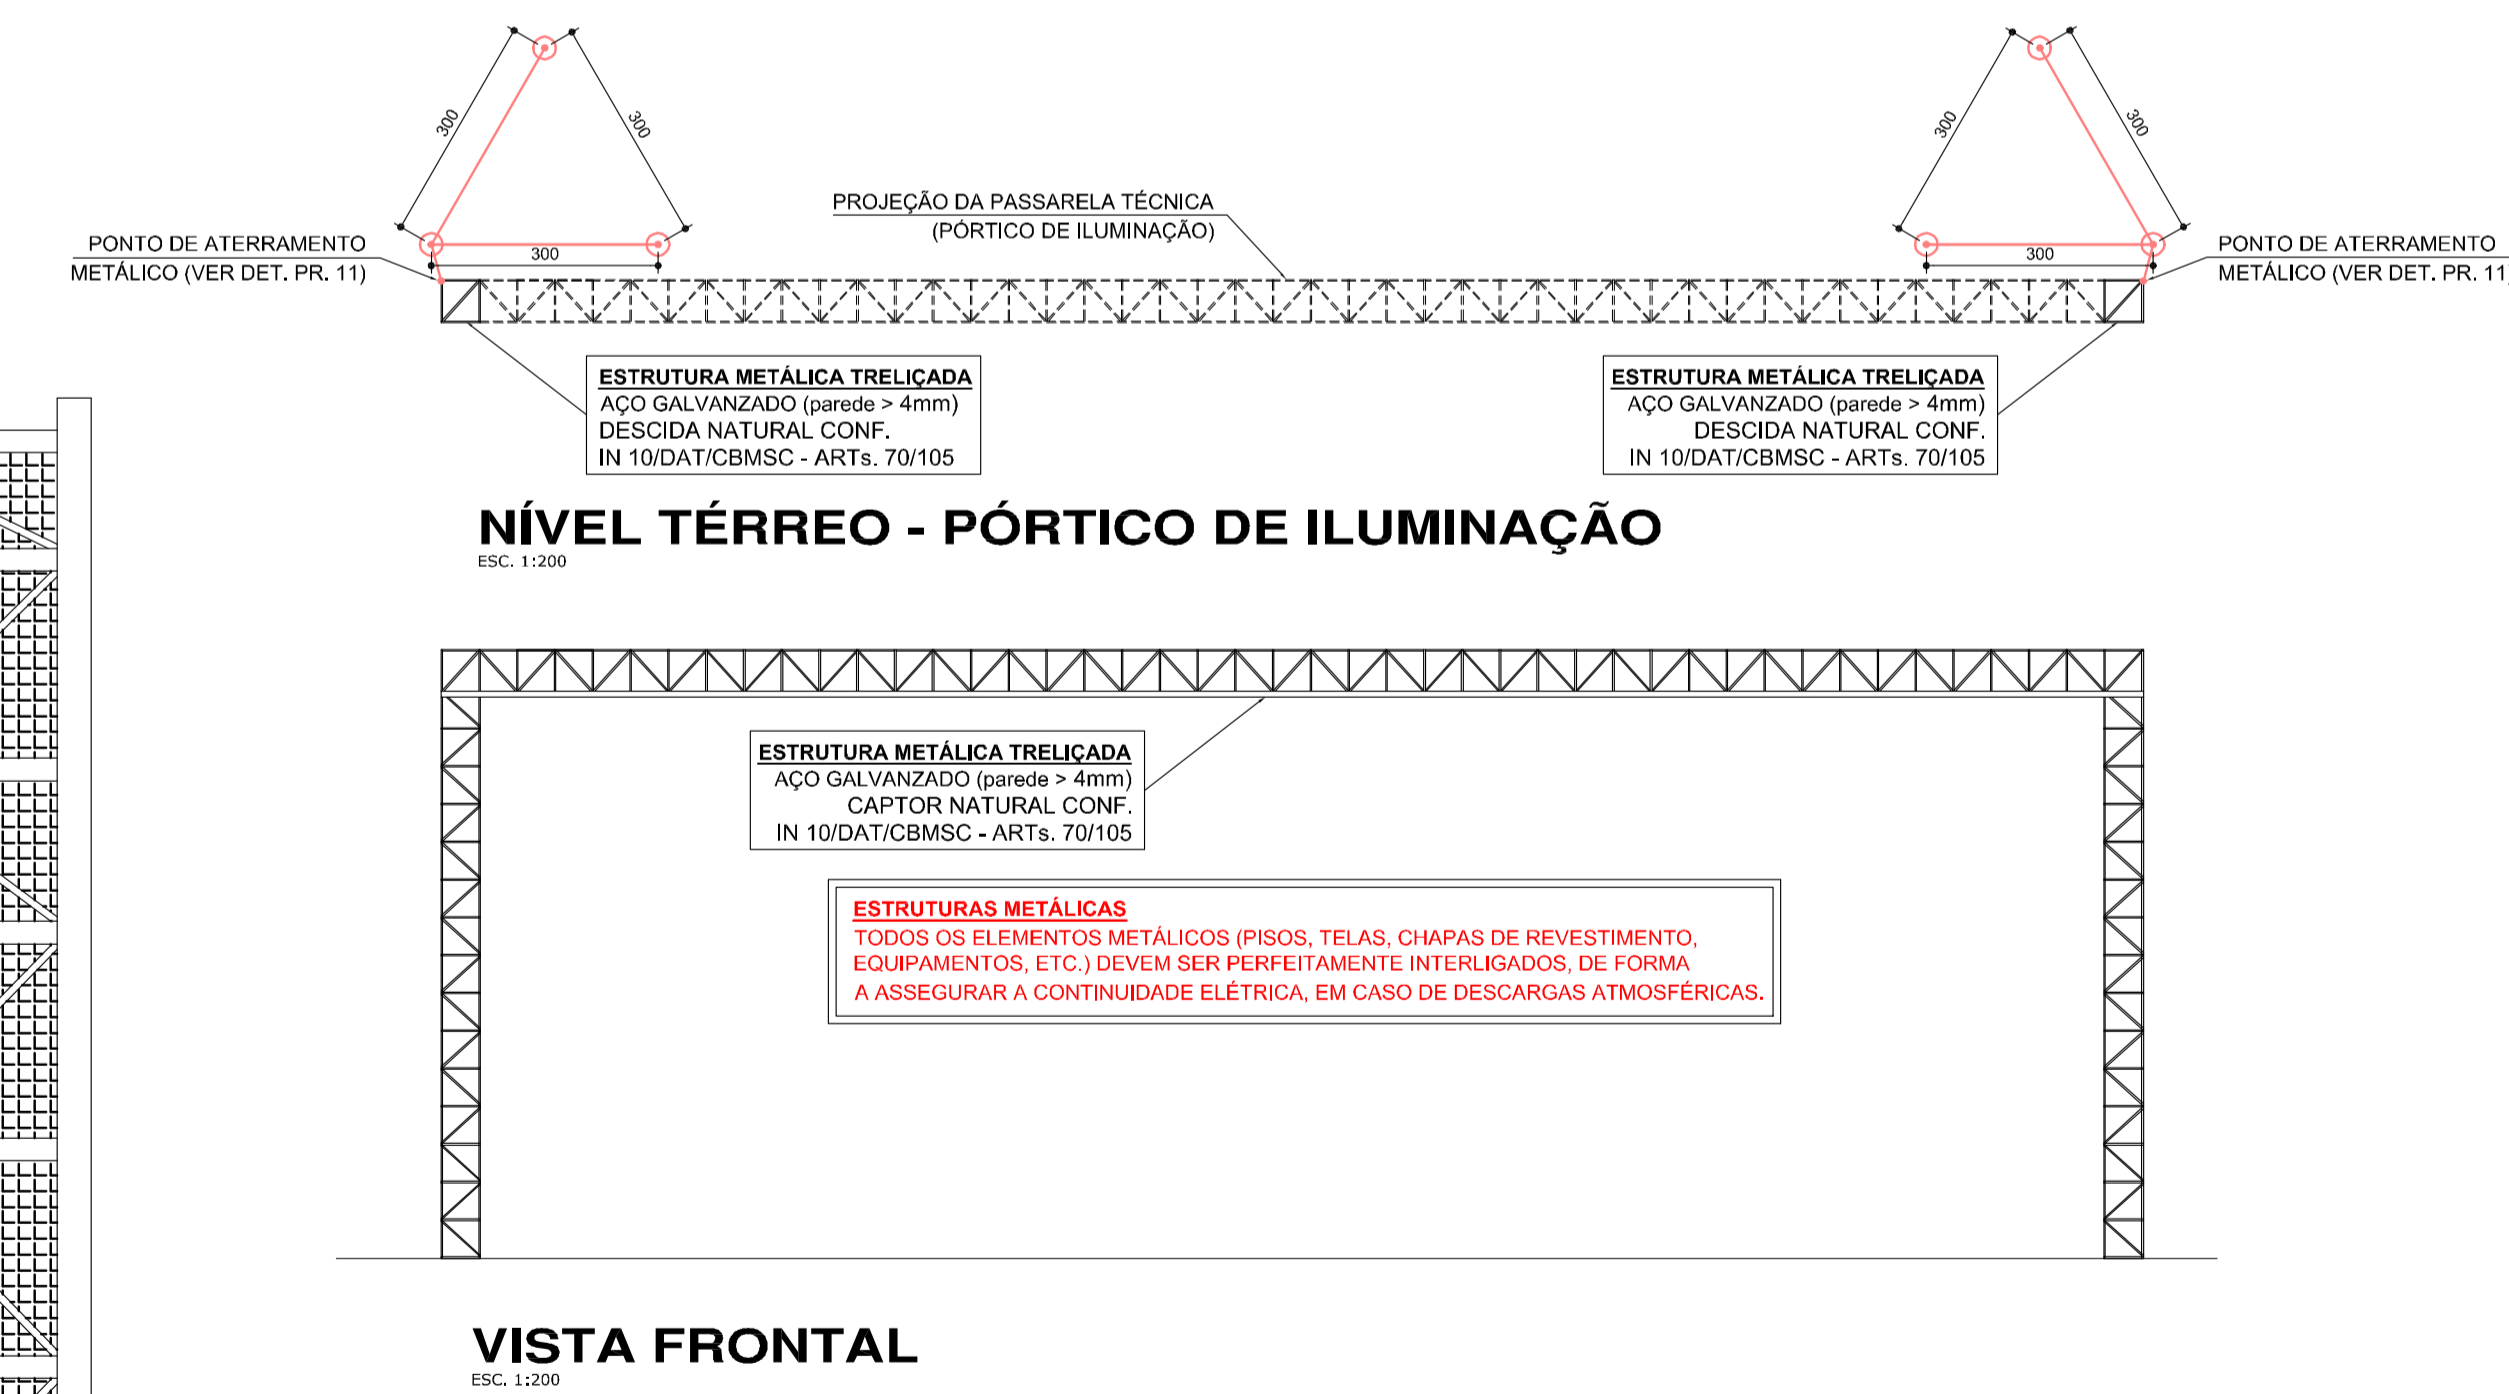 300
300
300
PONTO DE ATERRAMENTO
METÁLICO (VER DET. PR. 11)
PROJEÇÃO DA PASSARELA TÉCNICA
(PÓRTICO DE ILUMINAÇÃO)
300
300
300
PONTO DE ATERRAMENTO
METÁLICO (VER DET. PR. 11)
ESTRUTURA METÁLICA TRELIÇADA
AÇO GALVANZADO (parede > 4mm)
DESCIDA NATURAL CONF.
IN 10/DAT/CBMSC - ARTs. 70/105
ESTRUTURA METÁLICA TRELIÇADA
AÇO GALVANZADO (parede > 4mm)
DESCIDA NATURAL CONF.
IN 10/DAT/CBMSC - ARTs. 70/105
NÍVEL TÉRREO - PÓRTICO DE ILUMINAÇÃO
ESC. 1:200
ESTRUTURA METÁLICA TRELIÇADA
AÇO GALVANZADO (parede > 4mm)
CAPTOR NATURAL CONF.
IN 10/DAT/CBMSC - ARTs. 70/105
ESTRUTURAS METÁLICAS
TODOS OS ELEMENTOS METÁLICOS (PISOS, TELAS, CHAPAS DE REVESTIMENTO,
EQUIPAMENTOS, ETC.) DEVEM SER PERFEITAMENTE INTERLIGADOS, DE FORMA
A ASSEGURAR A CONTINUIDADE ELÉTRICA, EM CASO DE DESCARGAS ATMOSFÉRICAS.
VISTA FRONTAL
ESC. 1:200